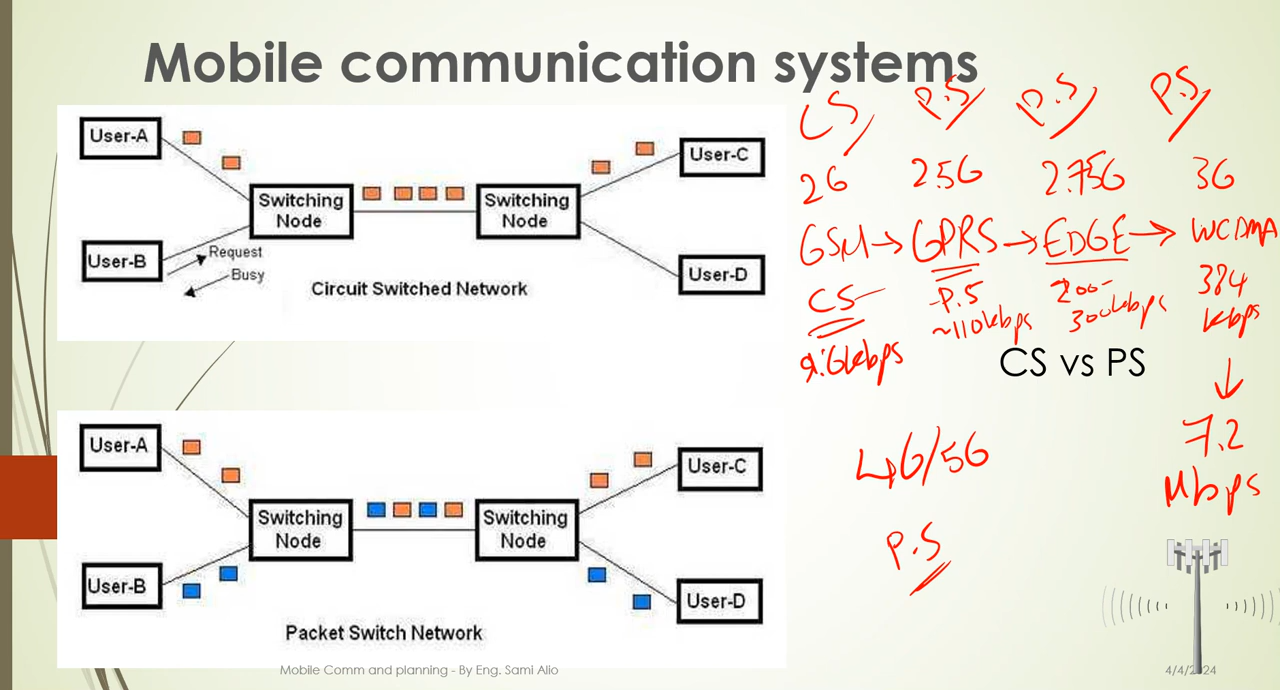 Mobile communication systems
User-A
User-B
Switching Node
Switching Node
User-C
User-D
Request
Busy
Circuit Switched Network
User-A
User-B
Switching Node
Switching Node
User-C
User-D
Packet Switch Network
CS P.S P.S P.S
2G 2.5G 2.75G 3G
GSM → GPRS → EDGE → WCDMA
CS P.S 200- 384
9.6kbps ~110kbps 300kbps kbps
CS vs PS
↓
7.2
Mbps
4G/5G
P.S
Mobile Comm and planning - By Eng. Sami Alio